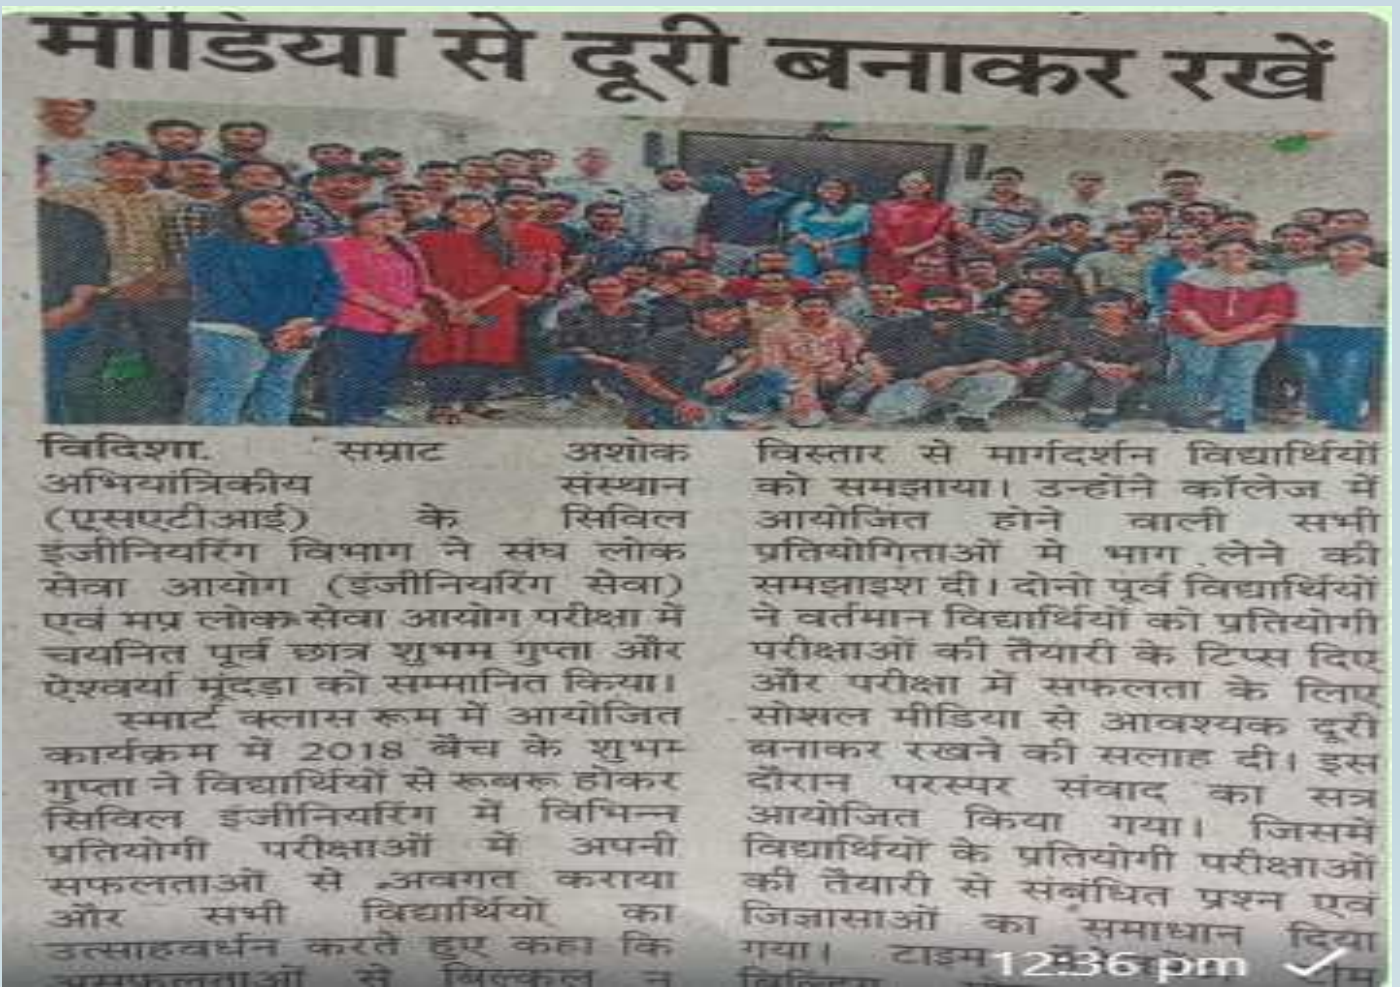 मीडिया से दूरी बनाकर रखें
विदिशा. सम्राट अशोक
अभियांत्रिकीय संस्थान
(एसएटीआई) के सिविल
इंजीनियरिंग विभाग ने संघ लोक
सेवा आयोग (इंजीनियरिंग सेवा)
एवं मप्र लोक सेवा आयोग परीक्षा में
चयनित पूर्व छात्र शुभम गुप्ता और
ऐश्वर्या मूंदड़ा को सम्मानित किया।
स्मार्ट क्लास रूम में आयोजित
कार्यक्रम में 2018 बैच के शुभम
गुप्ता ने विद्यार्थियों से रूबरू होकर
सिविल इंजीनियरिंग में विभिन्न
प्रतियोगी परीक्षाओं में अपनी
सफलताओं से अवगत कराया
और सभी विद्यार्थियों का
उत्साहवर्धन करते हुए कहा कि
असफलताओं से बिल्कुल न
विस्तार से मार्गदर्शन विद्यार्थियों
को समझाया। उन्होंने कॉलेज में
आयोजित होने वाली सभी
प्रतियोगिताओं मे भाग लेने की
समझाइश दी। दोनो पूर्व विद्यार्थियों
ने वर्तमान विद्यार्थियों को प्रतियोगी
परीक्षाओं की तैयारी के टिप्स दिए
और परीक्षा में सफलता के लिए
सोशल मीडिया से आवश्यक दूरी
बनाकर रखने की सलाह दी। इस
दौरान परस्पर संवाद का सत्र
आयोजित किया गया। जिसमें
विद्यार्थियों के प्रतियोगी परीक्षाओं
की तैयारी से संबंधित प्रश्न एवं
जिज्ञासाओं का समाधान दिया
गया। टाइम
12:36 pm